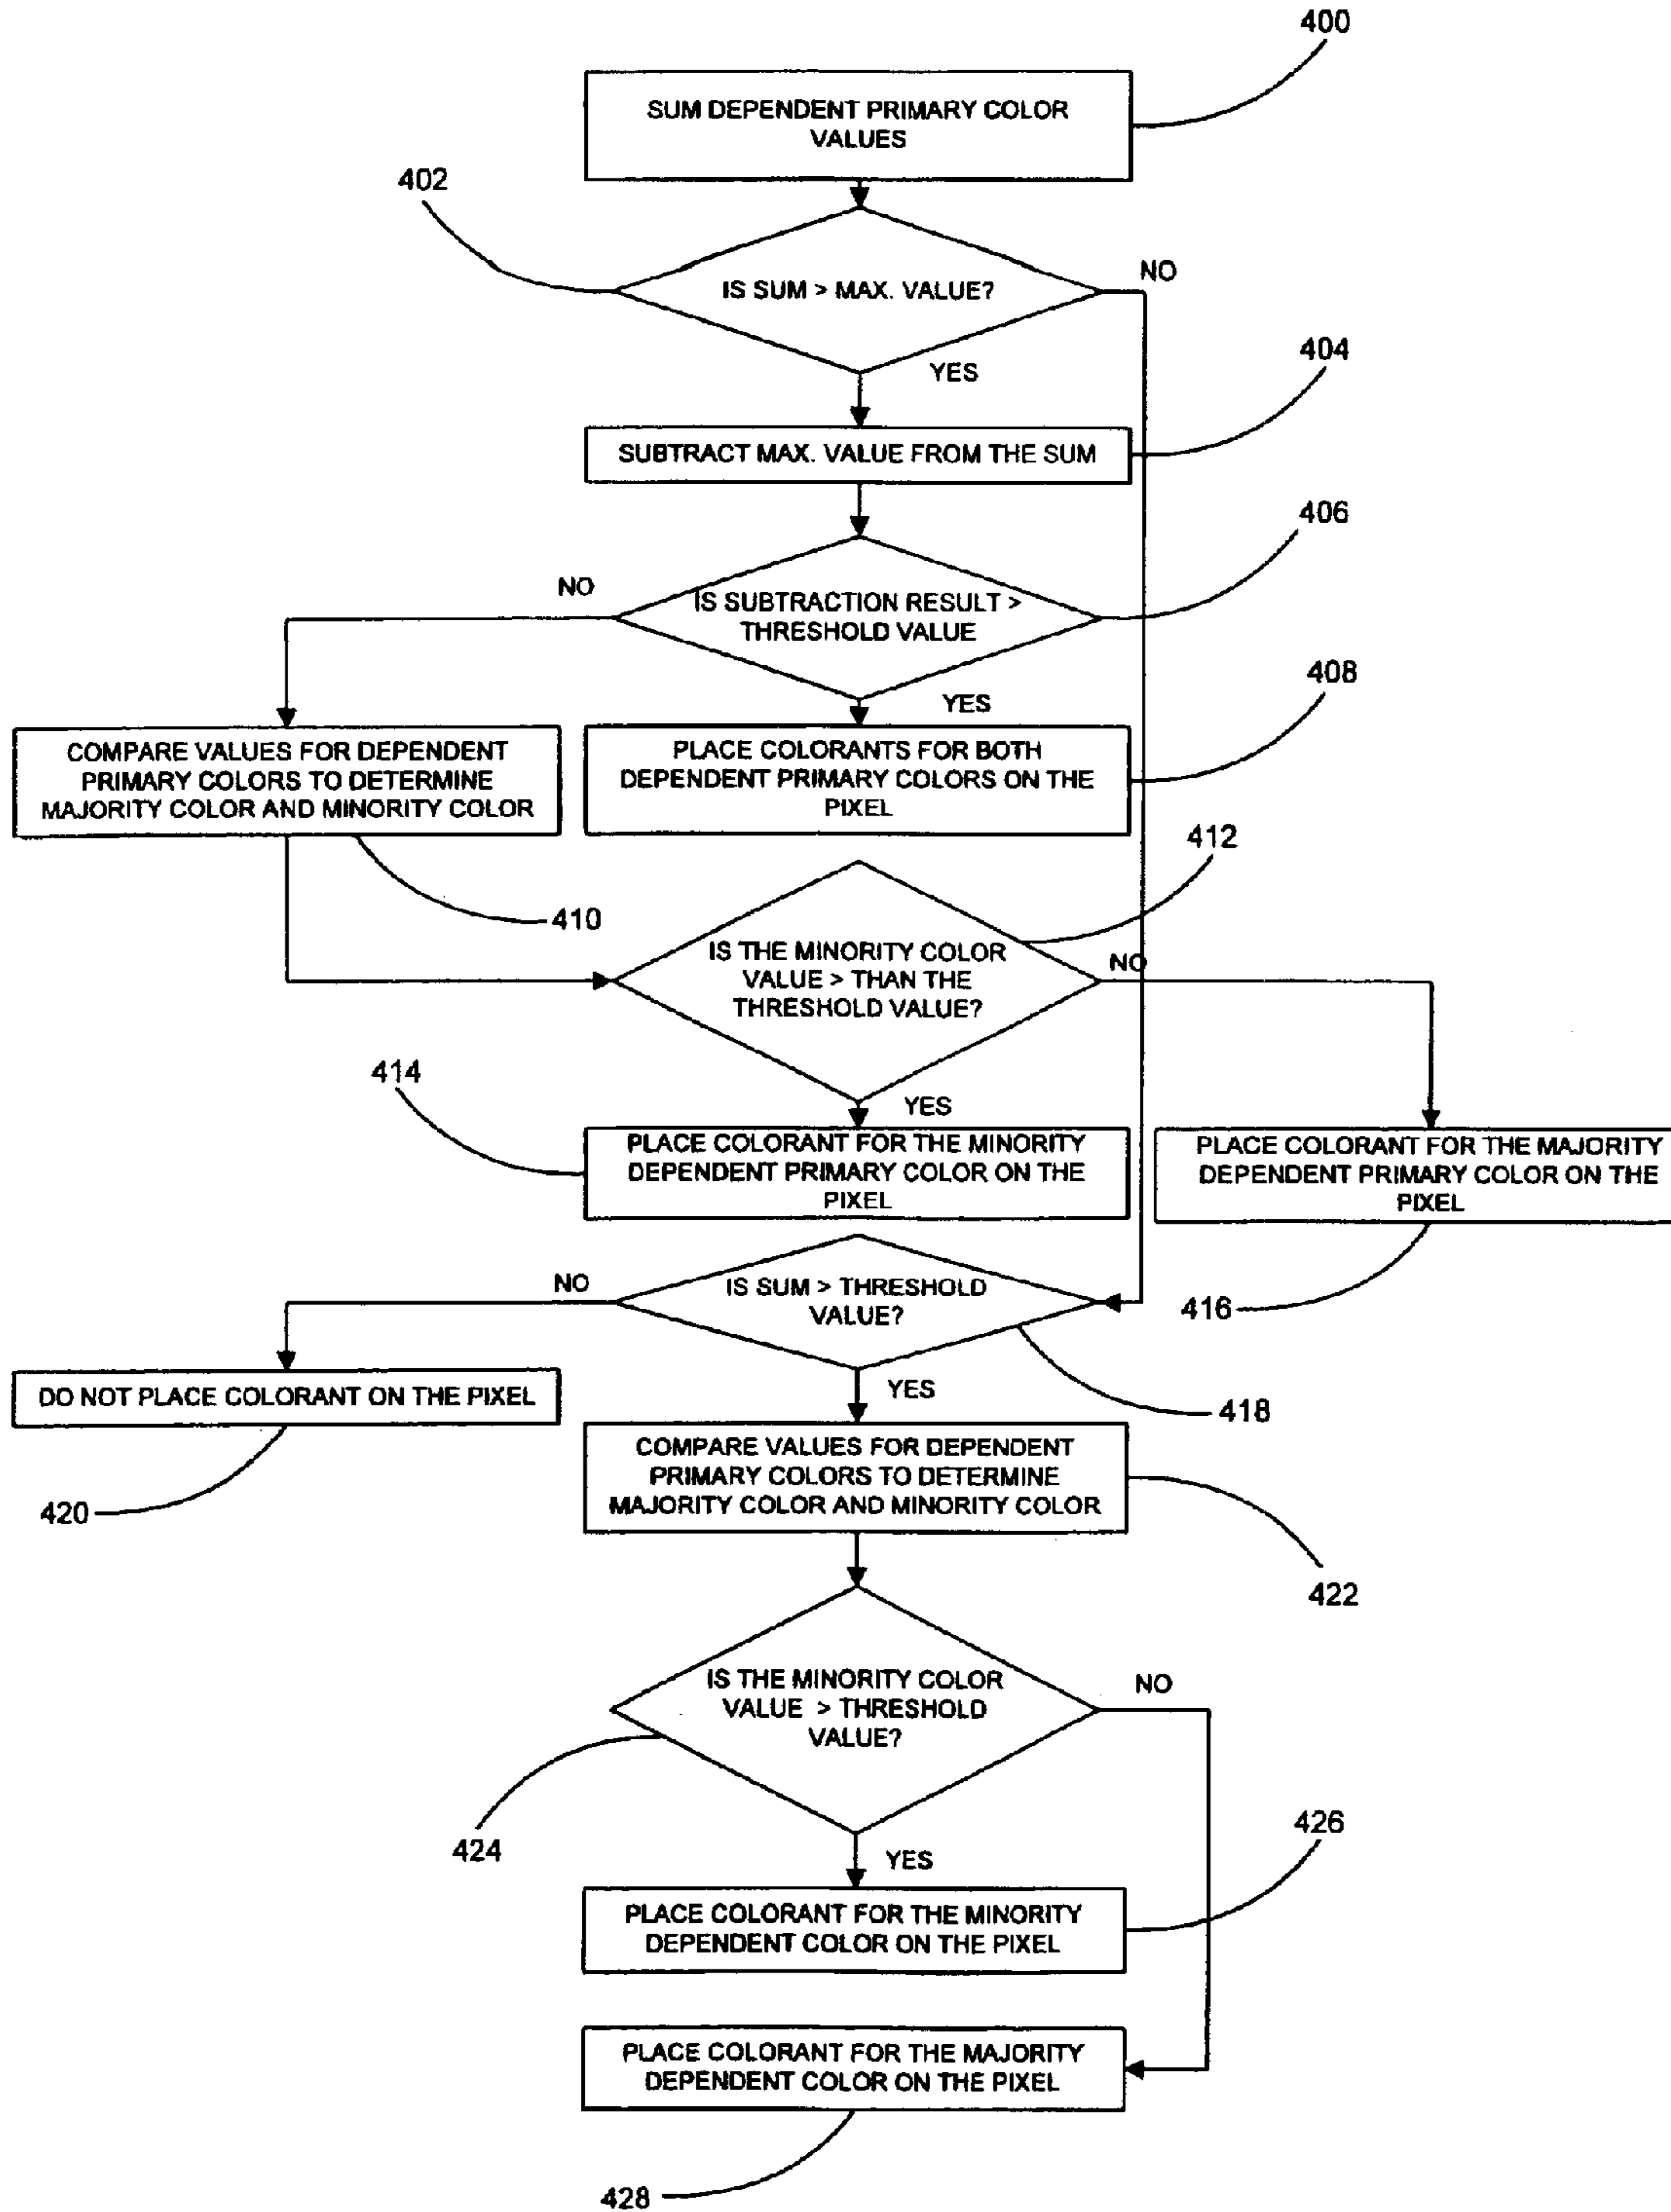 400
SUM DEPENDENT PRIMARY COLOR
VALUES
402
IS SUM > MAX. VALUE?
NO
YES
404
SUBTRACT MAX. VALUE FROM THE SUM
406
NO
IS SUBTRACTION RESULT >
THRESHOLD VALUE
YES
408
COMPARE VALUES FOR DEPENDENT
PRIMARY COLORS TO DETERMINE
MAJORITY COLOR AND MINORITY COLOR
PLACE COLORANTS FOR BOTH
DEPENDENT PRIMARY COLORS ON THE
PIXEL
410
412
IS THE MINORITY COLOR
VALUE > THAN THE
THRESHOLD VALUE?
NO
YES
414
PLACE COLORANT FOR THE MINORITY
DEPENDENT PRIMARY COLOR ON THE
PIXEL
PLACE COLORANT FOR THE MAJORITY
DEPENDENT PRIMARY COLOR ON THE
PIXEL
416
NO
IS SUM > THRESHOLD
VALUE?
YES
418
DO NOT PLACE COLORANT ON THE PIXEL
420
COMPARE VALUES FOR DEPENDENT
PRIMARY COLORS TO DETERMINE
MAJORITY COLOR AND MINORITY COLOR
422
IS THE MINORITY COLOR
VALUE > THRESHOLD
VALUE?
NO
424
YES
426
PLACE COLORANT FOR THE MINORITY
DEPENDENT COLOR ON THE PIXEL
PLACE COLORANT FOR THE MAJORITY
DEPENDENT COLOR ON THE PIXEL
428